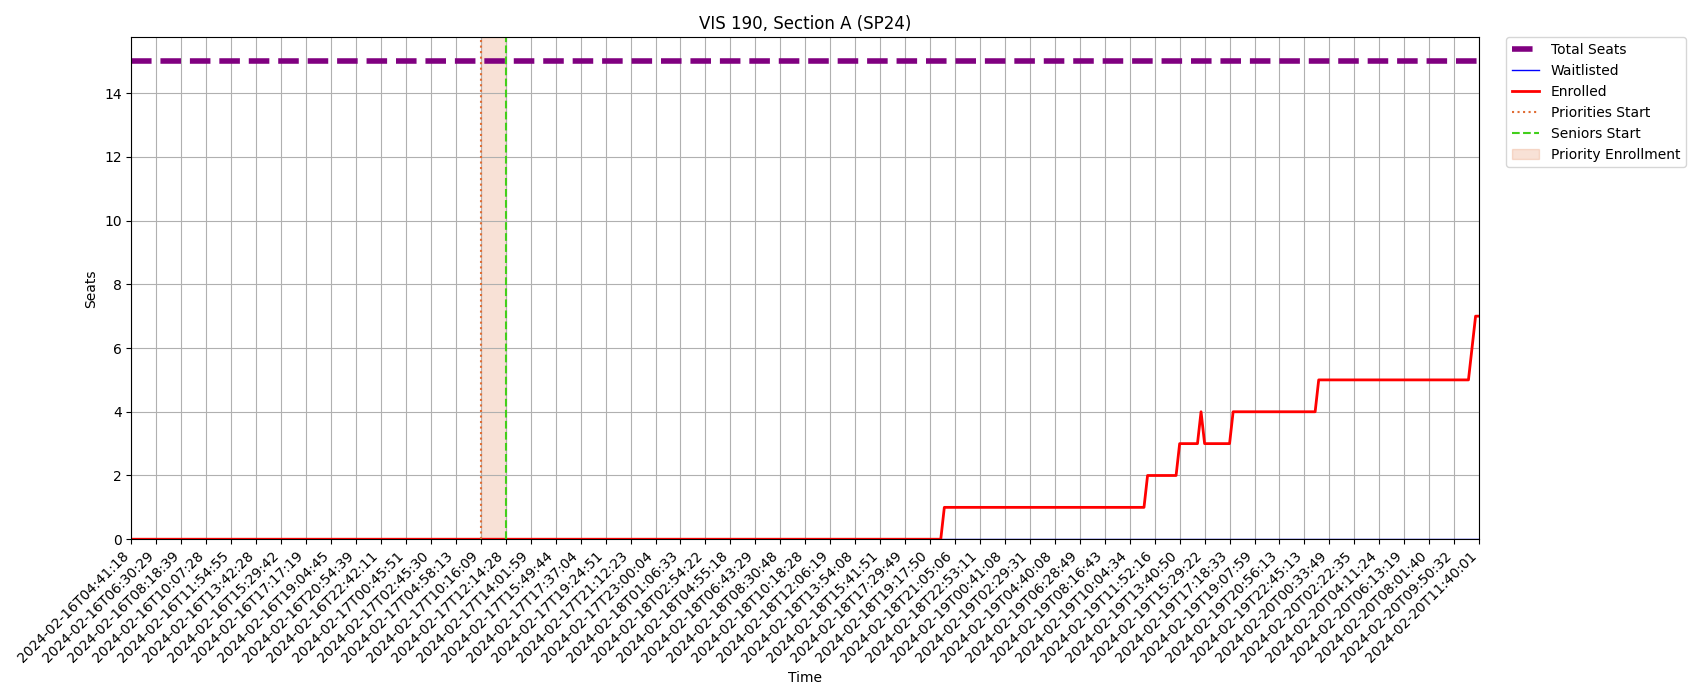 VIS 190, Section A (SP24)
Total Seats
Waitlisted
Enrolled
Priorities Start
Seniors Start
Priority Enrollment
Seats
14
12
10
8
6
4
2
0
2024-02-16T04:41:18
2024-02-16T06:30:29
2024-02-16T08:18:39
2024-02-16T10:07:28
2024-02-16T11:54:55
2024-02-16T13:42:28
2024-02-16T15:29:42
2024-02-16T17:17:19
2024-02-16T19:04:45
2024-02-16T20:54:39
2024-02-16T22:42:11
2024-02-17T00:45:51
2024-02-17T02:45:30
2024-02-17T04:58:13
2024-02-17T10:16:09
2024-02-17T12:14:28
2024-02-17T14:01:59
2024-02-17T15:49:44
2024-02-17T17:37:04
2024-02-17T19:24:51
2024-02-17T21:12:23
2024-02-17T23:00:04
2024-02-18T01:06:33
2024-02-18T02:54:22
2024-02-18T04:55:18
2024-02-18T06:43:29
2024-02-18T08:30:48
2024-02-18T10:18:28
2024-02-18T12:06:19
2024-02-18T13:54:08
2024-02-18T15:41:51
2024-02-18T17:29:49
2024-02-18T19:17:50
2024-02-18T21:05:06
2024-02-18T22:53:11
2024-02-19T00:41:08
2024-02-19T02:29:31
2024-02-19T04:40:08
2024-02-19T06:28:49
2024-02-19T08:16:43
2024-02-19T10:04:34
2024-02-19T11:52:16
2024-02-19T13:40:50
2024-02-19T15:29:22
2024-02-19T17:18:33
2024-02-19T19:07:59
2024-02-19T20:56:13
2024-02-19T22:45:13
2024-02-20T00:33:49
2024-02-20T02:22:35
2024-02-20T04:11:24
2024-02-20T06:13:19
2024-02-20T08:01:40
2024-02-20T09:50:32
2024-02-20T11:40:01
Time